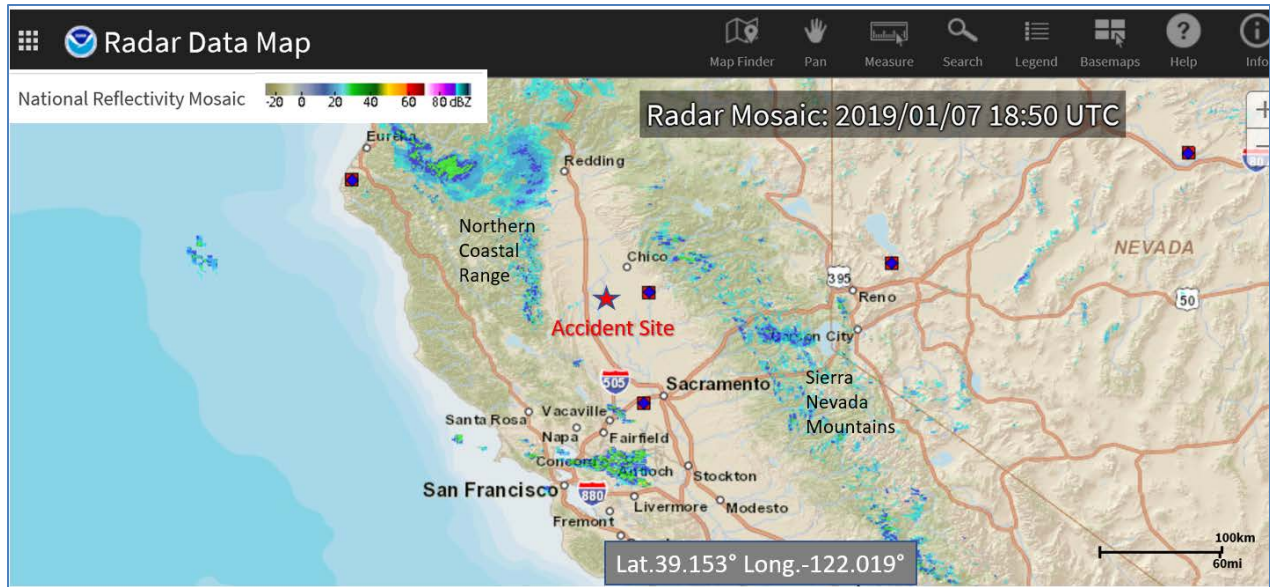 Radar Data Map
Map Finder
Pan
Measure
Search
Legend
Basemaps
Help
Info
National Reflectivity Mosaic
-20 0 20 40 60 80 dBZ
Radar Mosaic: 2019/01/07 18:50 UTC
Eureka
Redding
80
Northern
Coastal
Range
Chico
NEVADA
395
Reno
50
Accident Site
Carson City
505
Sacramento
Sierra
Nevada
Mountains
Santa Rosa
Vacaville
Napa
Fairfield
Concord
Antioch
Stockton
San Francisco
880
Livermore
Modesto
Fremont
100km
60mi
Lat.39.153° Long.-122.019°